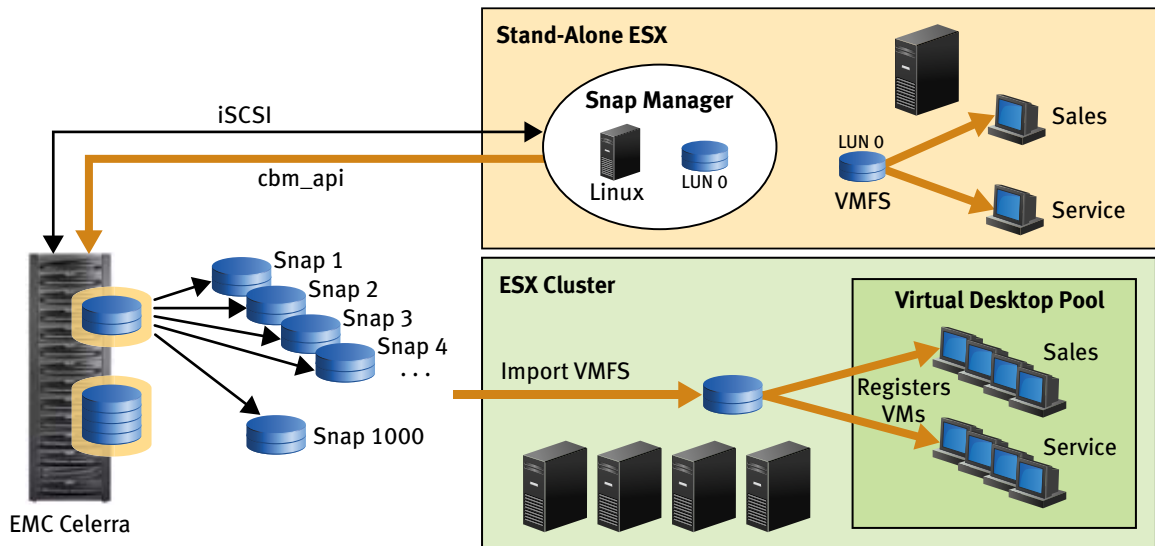 Stand-Alone ESX
Snap Manager
iSCSI
cbm_api
Linux
LUN 0
LUN 0
VMFS
Sales
Service
Snap 1
Snap 2
Snap 3
Snap 4
. . .
Snap 1000
EMC Celerra
ESX Cluster
Import VMFS
Virtual Desktop Pool
Registers
VMs
Sales
Service